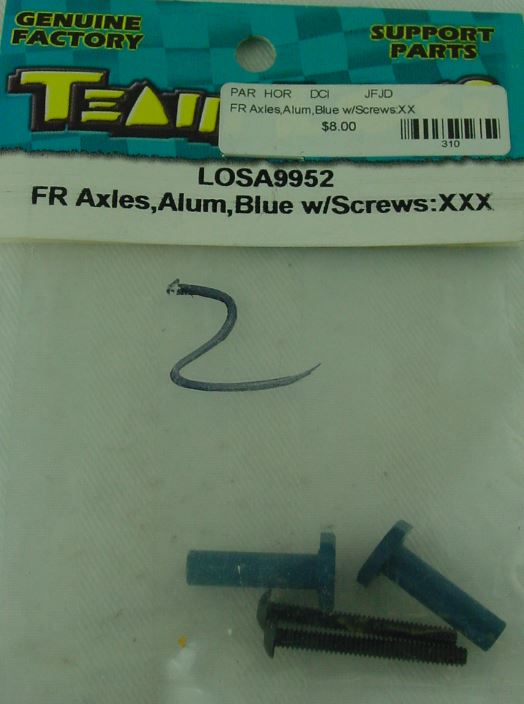 GENUINE
FACTORY
SUPPORT
PARTS
TEAM
PAR HOR DCI JFJD
FR Axles,Alum,Blue w/Screws:XX
$8.00
310
LOSA9952
FR Axles,Alum,Blue w/Screws:XXX
2